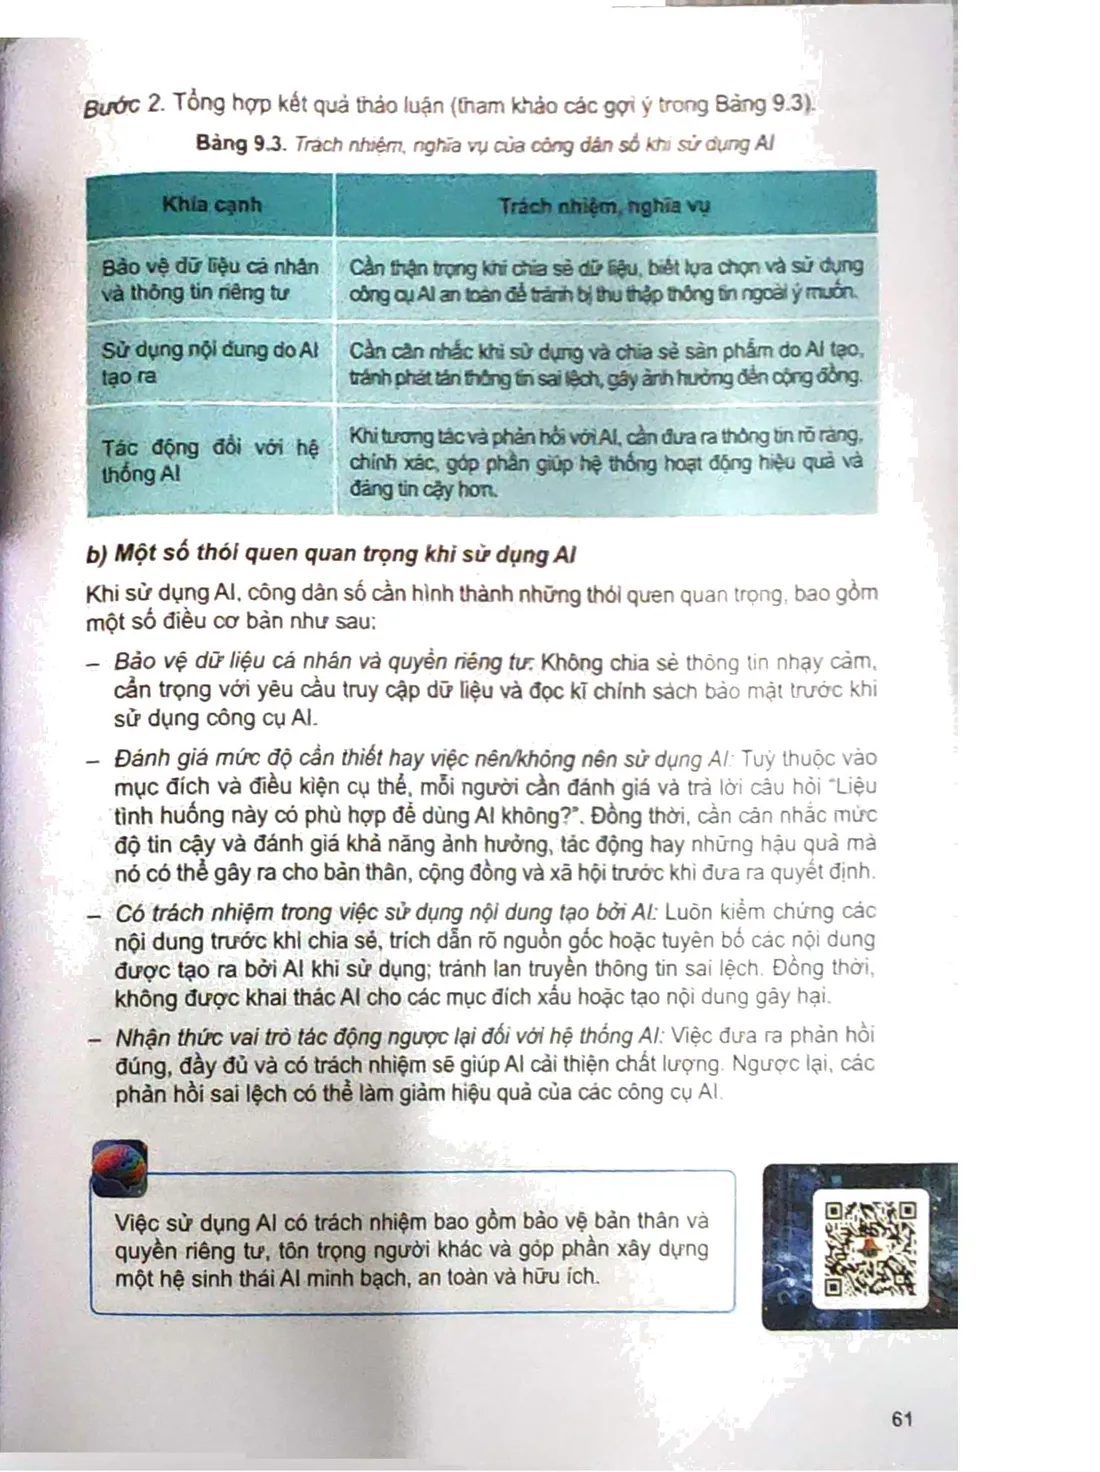 Bước 2. Tổng hợp kết quả thảo luận (tham khảo các gợi ý trong Bảng 9.3).
Bảng 9.3. Trách nhiệm, nghĩa vụ của công dân số khi sử dụng AI
Khía cạnh
Trách nhiệm, nghĩa vụ
Bảo vệ dữ liệu cá nhân
và thông tin riêng tư
Cần thận trọng khi chia sẻ dữ liệu, biết lựa chọn và sử dụng
công cụ AI an toàn để tránh bị thu thập thông tin ngoài ý muốn.
Sử dụng nội dung do AI
tạo ra
Cần cân nhắc khi sử dụng và chia sẻ sản phẩm do AI tạo,
tránh phát tán thông tin sai lệch, gây ảnh hưởng đến cộng đồng.
Tác động đối với hệ
thống AI
Khi tương tác và phản hồi với AI, cần đưa ra thông tin rõ ràng,
chính xác, góp phần giúp hệ thống hoạt động hiệu quả và
đáng tin cậy hơn.
b) Một số thói quen quan trọng khi sử dụng AI
Khi sử dụng AI, công dân số cần hình thành những thói quen quan trọng, bao gồm
một số điều cơ bản như sau:
– Bảo vệ dữ liệu cá nhân và quyền riêng tư: Không chia sẻ thông tin nhạy cảm,
cẩn trọng với yêu cầu truy cập dữ liệu và đọc kĩ chính sách bảo mật trước khi
sử dụng công cụ AI.
– Đánh giá mức độ cần thiết hay việc nên/không nên sử dụng AI: Tuỳ thuộc vào
mục đích và điều kiện cụ thể, mỗi người cần đánh giá và trả lời câu hỏi “Liệu
tình huống này có phù hợp để dùng AI không?”. Đồng thời, cần cân nhắc mức
độ tin cậy và đánh giá khả năng ảnh hưởng, tác động hay những hậu quả mà
nó có thể gây ra cho bản thân, cộng đồng và xã hội trước khi đưa ra quyết định.
– Có trách nhiệm trong việc sử dụng nội dung tạo bởi AI: Luôn kiểm chứng các
nội dung trước khi chia sẻ, trích dẫn rõ nguồn gốc hoặc tuyên bố các nội dung
được tạo ra bởi AI khi sử dụng; tránh lan truyền thông tin sai lệch. Đồng thời,
không được khai thác AI cho các mục đích xấu hoặc tạo nội dung gây hại.
– Nhận thức vai trò tác động ngược lại đối với hệ thống AI: Việc đưa ra phản hồi
đúng, đầy đủ và có trách nhiệm sẽ giúp AI cải thiện chất lượng. Ngược lại, các
phản hồi sai lệch có thể làm giảm hiệu quả của các công cụ AI.
Việc sử dụng AI có trách nhiệm bao gồm bảo vệ bản thân và
quyền riêng tư, tôn trọng người khác và góp phần xây dựng
một hệ sinh thái AI minh bạch, an toàn và hữu ích.
61